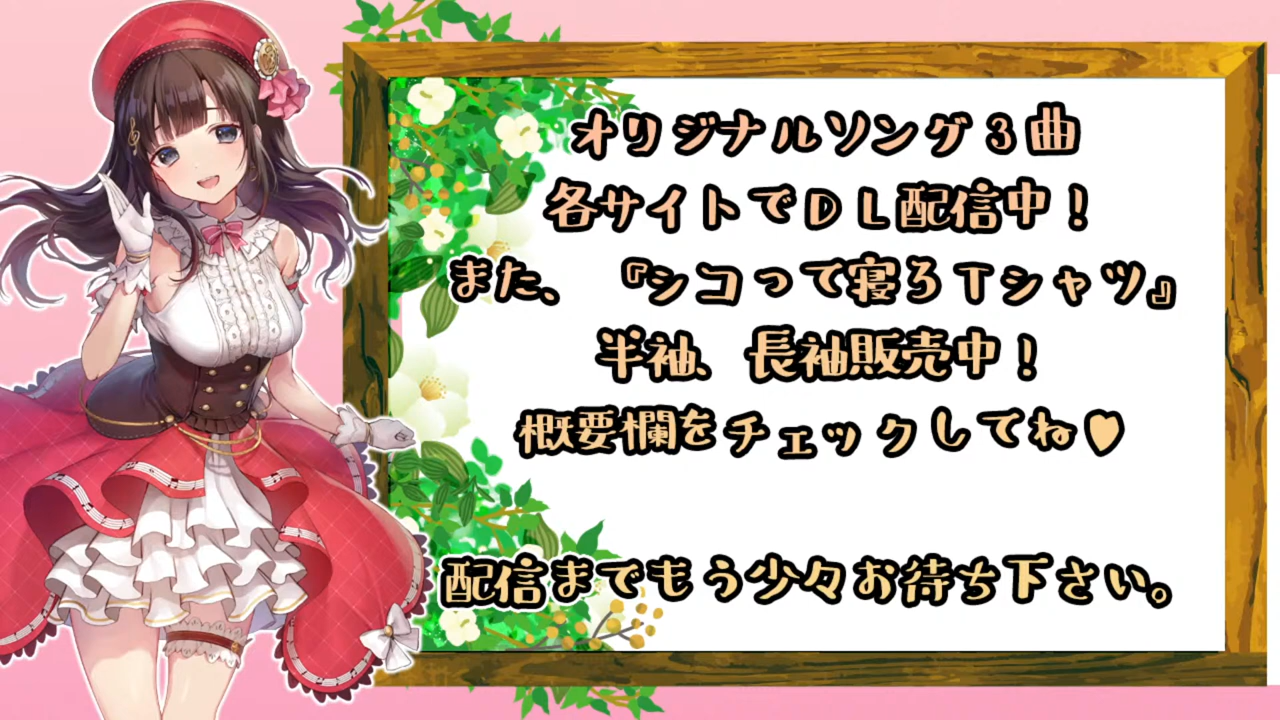 オリジナルソング３曲
各サイトでＤＬ配信中！
また、『シコって寝ろＴシャツ』
半袖、長袖販売中！
概要欄をチェックしてね♥
配信までもう少々お待ち下さい。